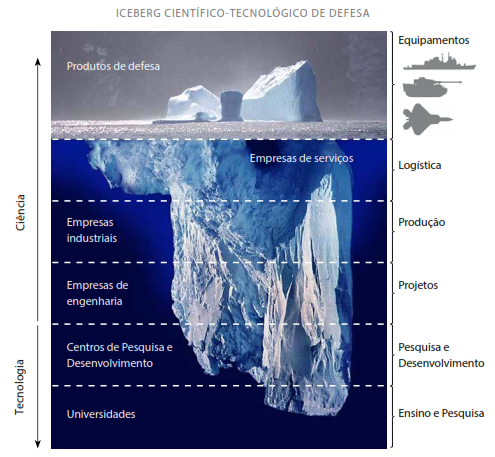 ICEBERG CIENTÍFICO-TECNOLÓGICO DE DEFESA
Equipamentos
Produtos de defesa
Empresas de serviços
Logística
Ciência
Empresas
industriais
Produção
Empresas de
engenharia
Projetos
Tecnologia
Centros de Pesquisa e
Desenvolvimento
Pesquisa e
Desenvolvimento
Universidades
Ensino e Pesquisa